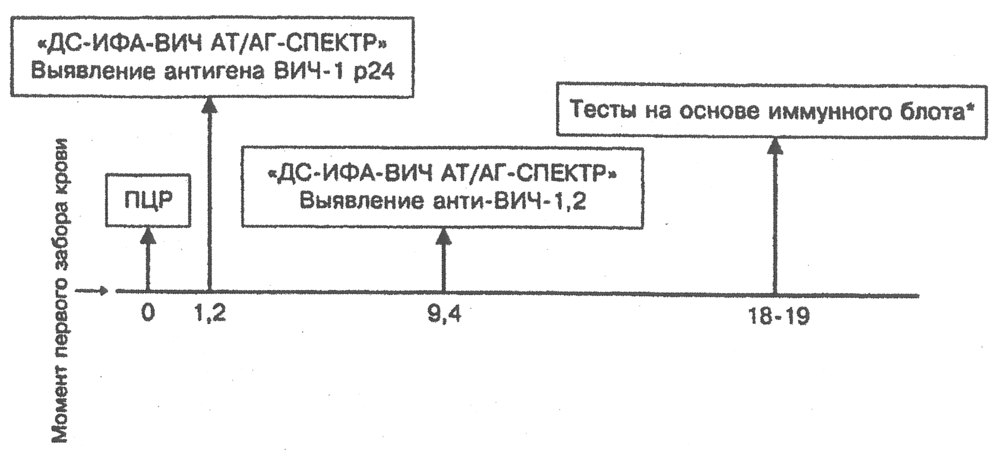 «ДС-ИФА-ВИЧ АТ/АГ-СПЕКТР»
Выявление антигена ВИЧ-1 р24
Тесты на основе иммунного блота*
«ДС-ИФА-ВИЧ АТ/АГ-СПЕКТР»
Выявление анти-ВИЧ-1,2
ПЦР
Момент первого забора крови
0
1,2
9,4
18-19